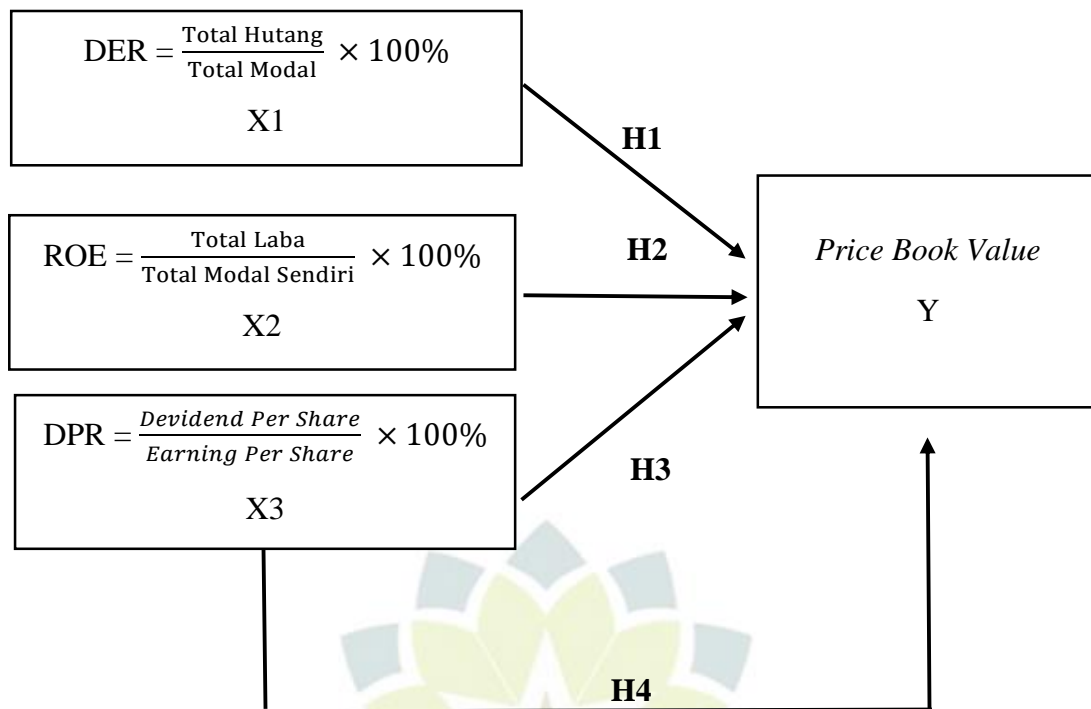 DER = Total Hutang / Total Modal × 100%
X1
H1
ROE = Total Laba / Total Modal Sendiri × 100%
X2
H2
Price Book Value
Y
DPR = Devidend Per Share / Earning Per Share × 100%
X3
H3
H4